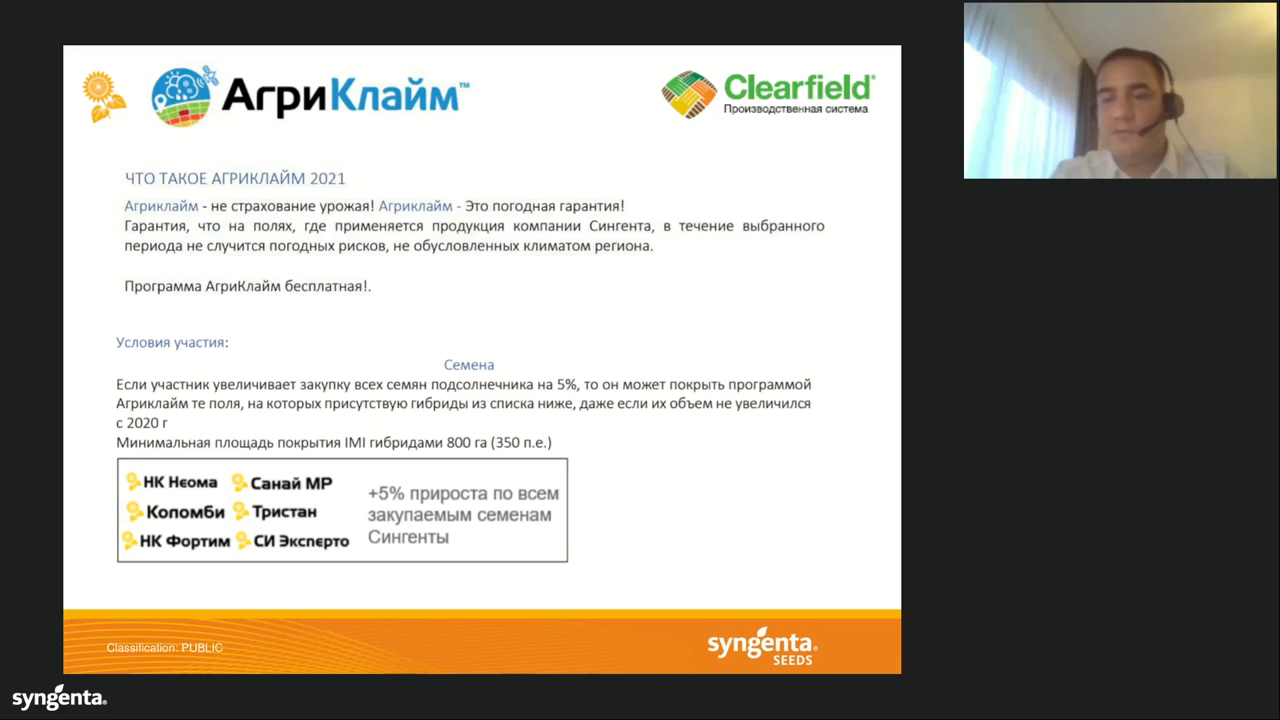 АгриКлайм™
Clearfield®
Производственная система
ЧТО ТАКОЕ АГРИКЛАЙМ 2021
Агриклайм - не страхование урожая! Агриклайм - Это погодная гарантия!
Гарантия, что на полях, где применяется продукция компании Сингента, в течение выбранного
периода не случится погодных рисков, не обусловленных климатом региона.
Программа АгриКлайм бесплатная!.
Условия участия:
Семена
Если участник увеличивает закупку всех семян подсолнечника на 5%, то он может покрыть программой
Агриклайм те поля, на которых присутствую гибриды из списка ниже, даже если их объем не увеличился
с 2020 г
Минимальная площадь покрытия IMI гибридами 800 га (350 п.е.)
НК Неома
Санай МР
Коломби
Тристан
НК Фортим
СИ Эксперто
+5% прироста по всем
закупаемым семенам
Сингенты
Classification: PUBLIC
syngenta®
SEEDS
syngenta®